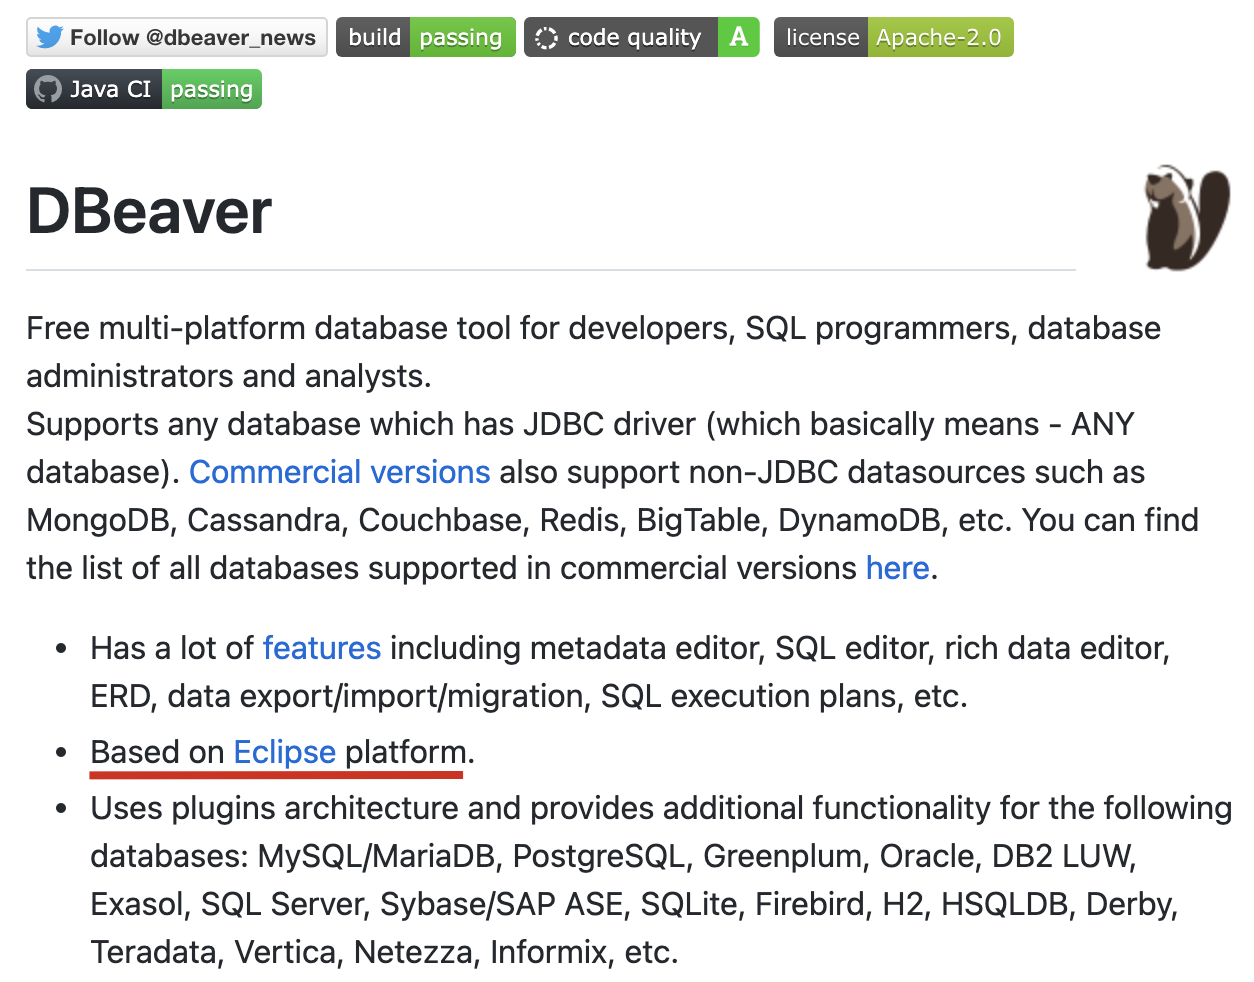 Follow @dbeaver_news build passing code quality A license Apache-2.0
Java CI passing
DBeaver
Free multi-platform database tool for developers, SQL programmers, database
administrators and analysts.
Supports any database which has JDBC driver (which basically means - ANY
database). Commercial versions also support non-JDBC datasources such as
MongoDB, Cassandra, Couchbase, Redis, BigTable, DynamoDB, etc. You can find
the list of all databases supported in commercial versions here.
• Has a lot of features including metadata editor, SQL editor, rich data editor,
ERD, data export/import/migration, SQL execution plans, etc.
• Based on Eclipse platform.
• Uses plugins architecture and provides additional functionality for the following
databases: MySQL/MariaDB, PostgreSQL, Greenplum, Oracle, DB2 LUW,
Exasol, SQL Server, Sybase/SAP ASE, SQLite, Firebird, H2, HSQLDB, Derby,
Teradata, Vertica, Netezza, Informix, etc.